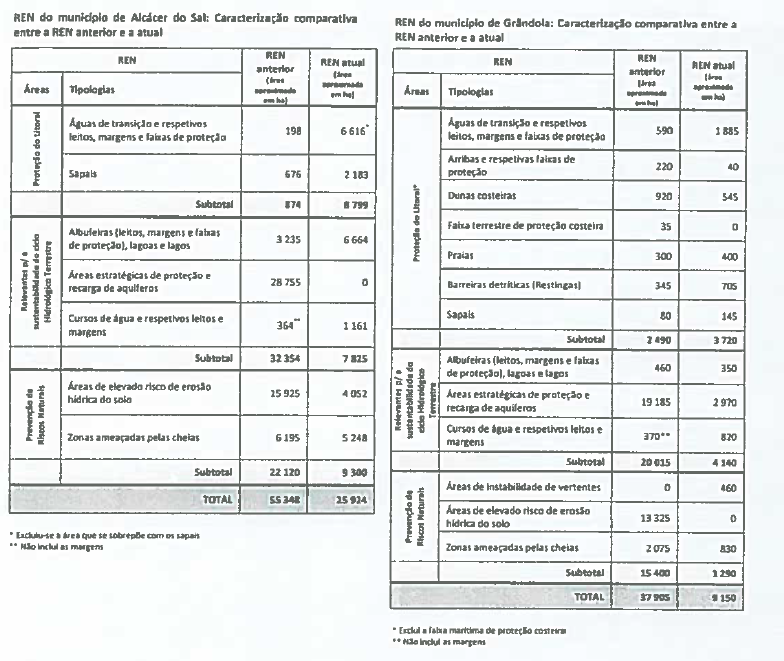 REN do município de Alcácer do Sal: Caracterização comparativa
entre a REN anterior e a atual
REN
REN anterior (área aproximada em ha)
REN atual (área aproximada em ha)
Áreas
Tipologias
Proteção do Litoral
Águas de transição e respetivos leitos, margens e faixas de proteção 198 6 616*
Sapais 676 2 183
Subtotal 874 8 799
Relevantes p/ a sustentabilidade do ciclo Hidrológico Terrestre
Albufeiras (leitos, margens e faixas de proteção), lagoas e lagos 3 235 6 664
Áreas estratégicas de proteção e recarga de aquíferos 28 755 0
Cursos de água e respetivos leitos e margens 364** 1 161
Subtotal 32 354 7 825
Prevenção de Riscos Naturais
Áreas de elevado risco de erosão hídrica do solo 15 925 4 052
Zonas ameaçadas pelas cheias 6 195 5 248
Subtotal 22 120 9 300
TOTAL 55 348 25 924
* Excluiu-se a área que se sobrepõe com os sapais
** Não inclui as margens
REN do município de Grândola: Caracterização comparativa entre a
REN anterior e a atual
REN
REN anterior (área aproximada em ha)
REN atual (área aproximada em ha)
Áreas
Tipologias
Proteção do Litoral*
Águas de transição e respetivos leitos, margens e faixas de proteção 590 1 885
Arribas e respetivas faixas de proteção 220 40
Dunas costeiras 920 545
Faixa terrestre de proteção costeira 35 0
Praias 300 400
Barreiras detríticas (Restingas) 345 705
Sapais 80 145
Subtotal 2 490 3 720
Relevantes p/ a sustentabilidade do ciclo Hidrológico Terrestre
Albufeiras (leitos, margens e faixas de proteção), lagoas e lagos 460 350
Áreas estratégicas de proteção e recarga de aquíferos 19 185 2 970
Cursos de água e respetivos leitos e margens 370** 820
Subtotal 20 015 4 140
Prevenção de Riscos Naturais
Áreas de instabilidade de vertentes 0 460
Áreas de elevado risco de erosão hídrica do solo 13 325 0
Zonas ameaçadas pelas cheias 2 075 830
Subtotal 15 400 1 290
TOTAL 37 905 9 150
* Exclui a faixa marítima de proteção costeira
** Não inclui as margens